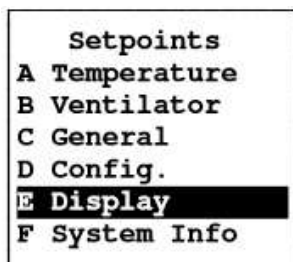 Setpoints
A Temperature
B Ventilator
C General
D Config.
E Display
F System Info